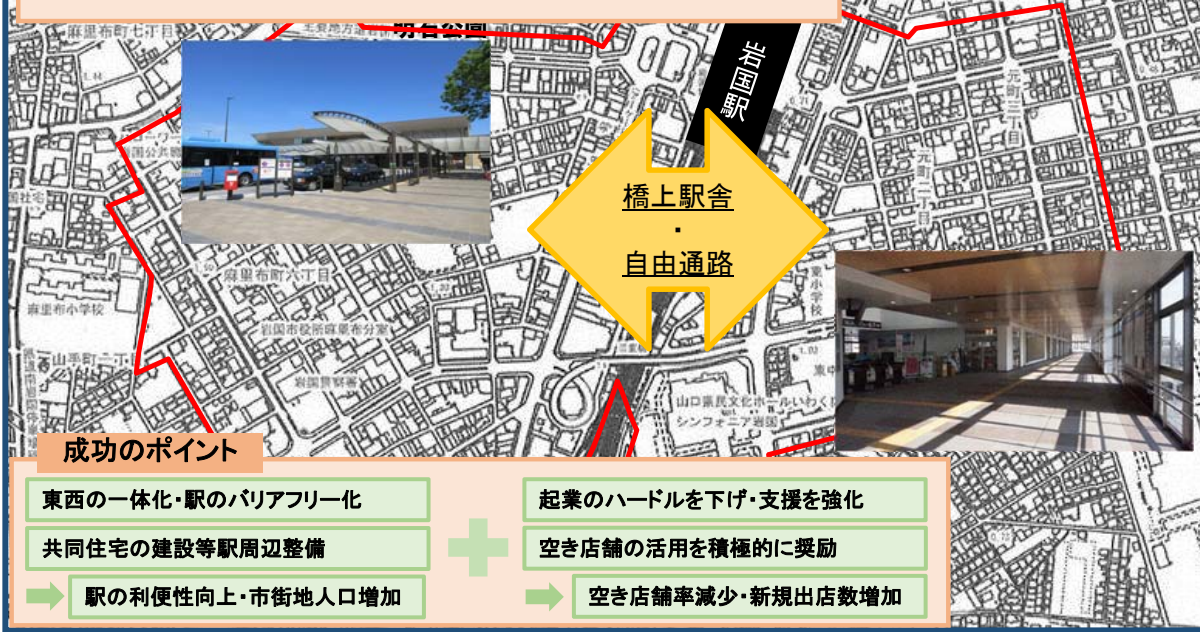 麻里布町七丁目
明石公園
岩国駅
元町三丁目
元町二丁目
橋上駅舎
・
自由通路
麻里布町六丁目
麻里布小学校
岩国市役所麻里布分室
東小学校
山手町二丁目
岩国警察署
山口県民文化ホールいわくに
シンフォニア岩国
成功のポイント
東西の一体化・駅のバリアフリー化
共同住宅の建設等駅周辺整備
駅の利便性向上・市街地人口増加
起業のハードルを下げ・支援を強化
空き店舗の活用を積極的に奨励
空き店舗率減少・新規出店数増加